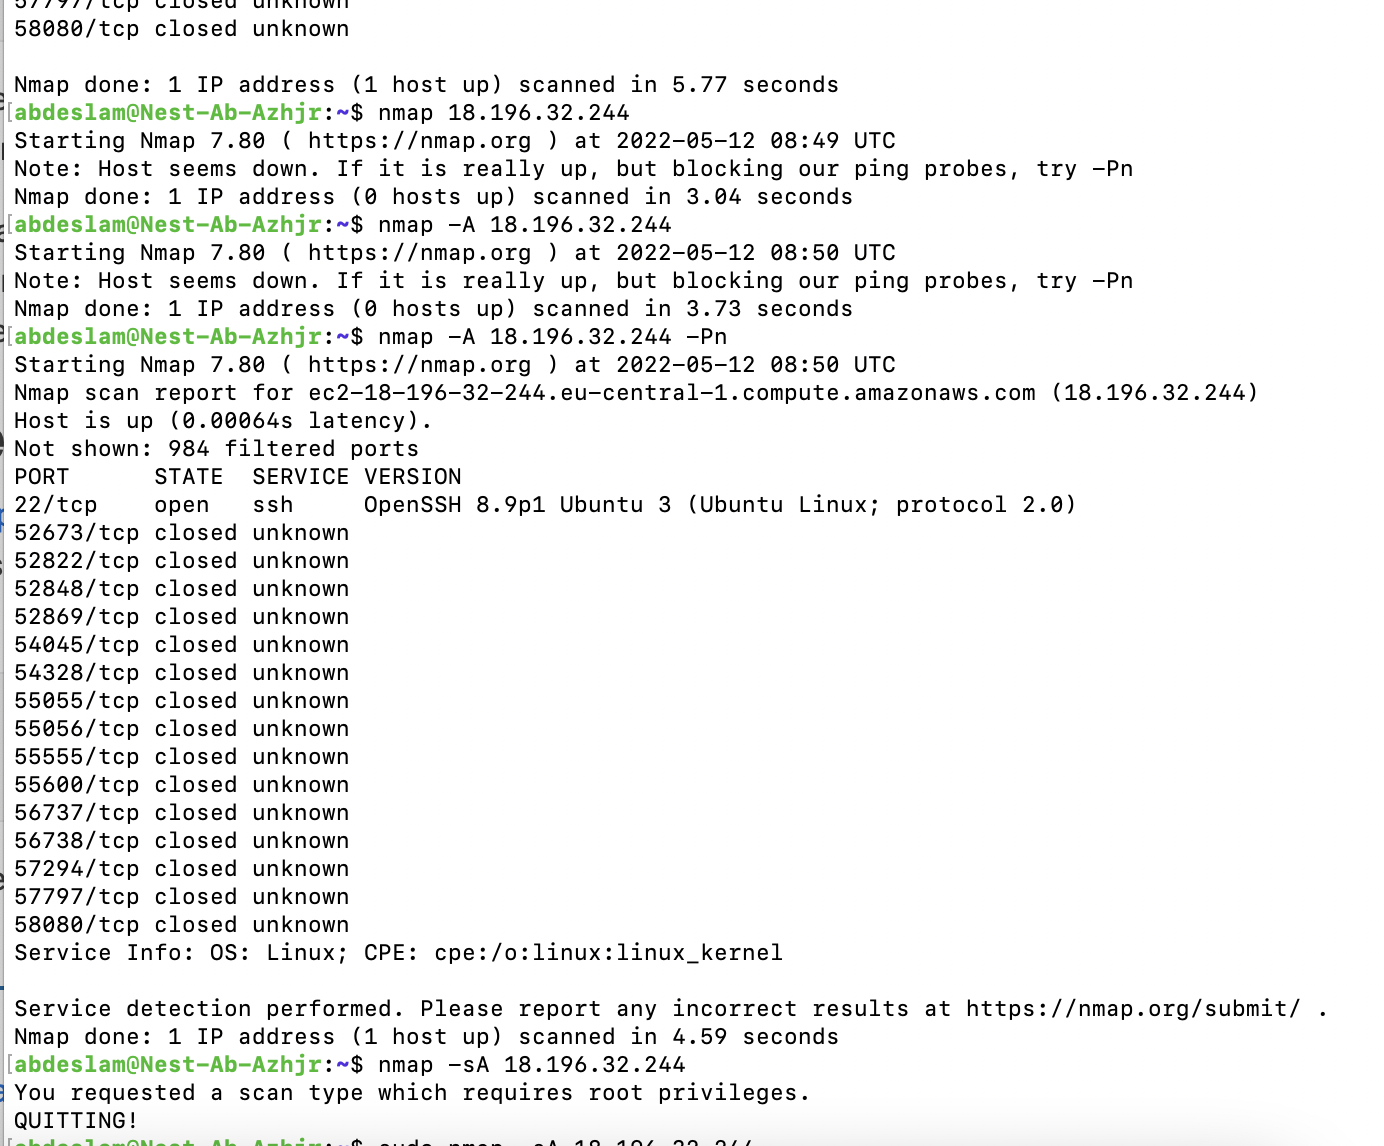 57797/tcp closed unknown
58080/tcp closed unknown
Nmap done: 1 IP address (1 host up) scanned in 5.77 seconds
[abdeslam@Nest-Ab-Azhjr:~$ nmap 18.196.32.244
Starting Nmap 7.80 ( https://nmap.org ) at 2022-05-12 08:49 UTC
Note: Host seems down. If it is really up, but blocking our ping probes, try -Pn
Nmap done: 1 IP address (0 hosts up) scanned in 3.04 seconds
[abdeslam@Nest-Ab-Azhjr:~$ nmap -A 18.196.32.244
Starting Nmap 7.80 ( https://nmap.org ) at 2022-05-12 08:50 UTC
Note: Host seems down. If it is really up, but blocking our ping probes, try -Pn
Nmap done: 1 IP address (0 hosts up) scanned in 3.73 seconds
[abdeslam@Nest-Ab-Azhjr:~$ nmap -A 18.196.32.244 -Pn
Starting Nmap 7.80 ( https://nmap.org ) at 2022-05-12 08:50 UTC
Nmap scan report for ec2-18-196-32-244.eu-central-1.compute.amazonaws.com (18.196.32.244)
Host is up (0.00064s latency).
Not shown: 984 filtered ports
PORT      STATE  SERVICE VERSION
22/tcp    open   ssh     OpenSSH 8.9p1 Ubuntu 3 (Ubuntu Linux; protocol 2.0)
52673/tcp closed unknown
52822/tcp closed unknown
52848/tcp closed unknown
52869/tcp closed unknown
54045/tcp closed unknown
54328/tcp closed unknown
55055/tcp closed unknown
55056/tcp closed unknown
55555/tcp closed unknown
55600/tcp closed unknown
56737/tcp closed unknown
56738/tcp closed unknown
57294/tcp closed unknown
57797/tcp closed unknown
58080/tcp closed unknown
Service Info: OS: Linux; CPE: cpe:/o:linux:linux_kernel
Service detection performed. Please report any incorrect results at https://nmap.org/submit/ .
Nmap done: 1 IP address (1 host up) scanned in 4.59 seconds
[abdeslam@Nest-Ab-Azhjr:~$ nmap -sA 18.196.32.244
You requested a scan type which requires root privileges.
QUITTING!
[abdeslam@Nest-Ab-Azhjr:~$ sudo nmap -sA 18.196.32.244